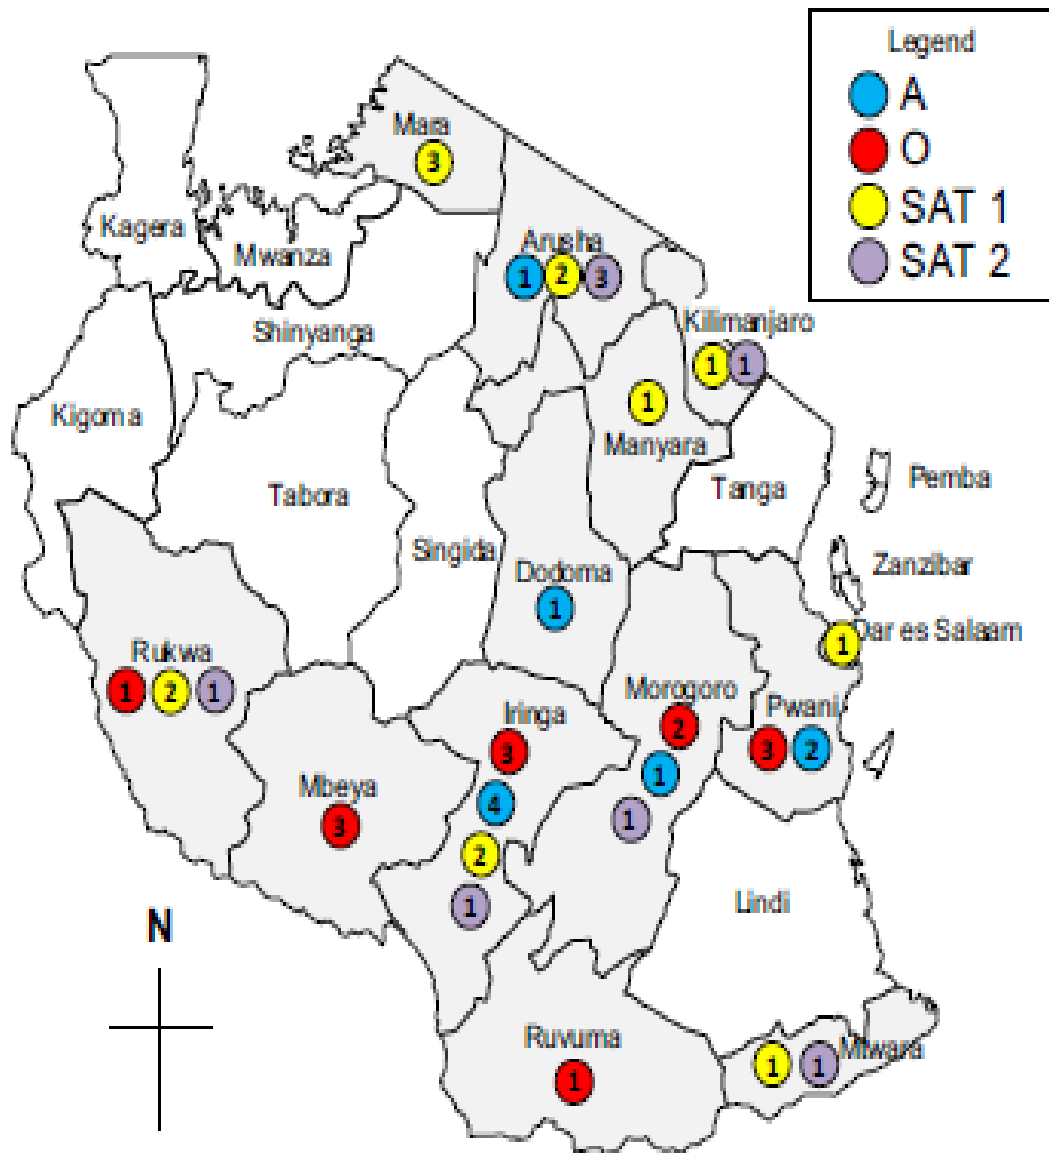 Legend
A
O
SAT 1
SAT 2
Mara
3
Kagera
Mwanza
Arusha
1 2 3
Shinyanga
Kilimanjaro
1 1
Kigoma
1
Manyara
Tabora
Tanga
Pemba
Singida
Dodoma
1
Zanzibar
Dar es Salaam
1
Rukwa
1 2 1
Iringa
3
4
2
1
Morogoro
2
1
1
Pwani
3 2
Mbeya
3
Lindi
N
Ruvuma
1
Mtwara
1 1